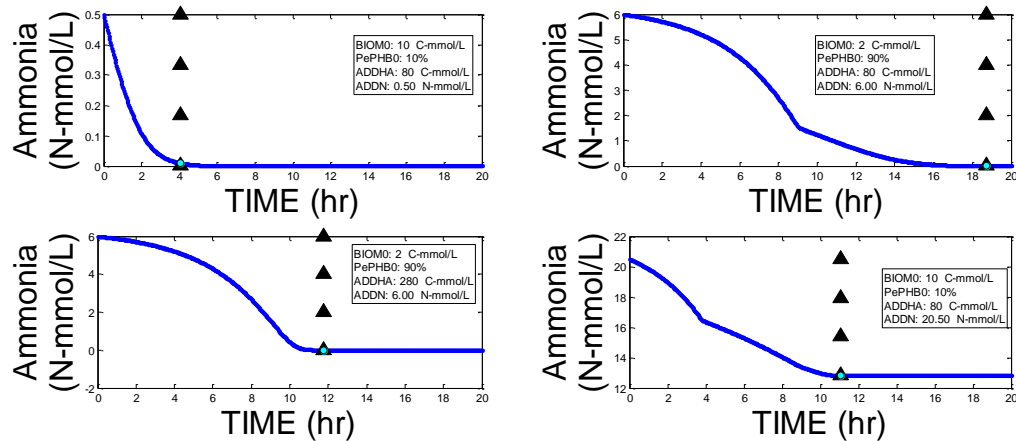 Ammonia
(N-mmol/L)
0.5
0.4
0.3
0.2
0.1
0
BIOM0: 10 C-mmol/L
PePHB0: 10%
ADDHA: 80 C-mmol/L
ADDN: 0.50 N-mmol/L
0 2 4 6 8 10 12 14 16 18 20
TIME (hr)
Ammonia
(N-mmol/L)
6
5
4
3
2
1
0
BIOM0: 2 C-mmol/L
PePHB0: 90%
ADDHA: 80 C-mmol/L
ADDN: 6.00 N-mmol/L
0 2 4 6 8 10 12 14 16 18 20
TIME (hr)
Ammonia
(N-mmol/L)
6
4
2
0
-2
BIOM0: 2 C-mmol/L
PePHB0: 90%
ADDHA: 280 C-mmol/L
ADDN: 6.00 N-mmol/L
0 2 4 6 8 10 12 14 16 18 20
TIME (hr)
Ammonia
(N-mmol/L)
22
20
18
16
14
12
BIOM0: 10 C-mmol/L
PePHB0: 10%
ADDHA: 80 C-mmol/L
ADDN: 20.50 N-mmol/L
0 2 4 6 8 10 12 14 16 18 20
TIME (hr)